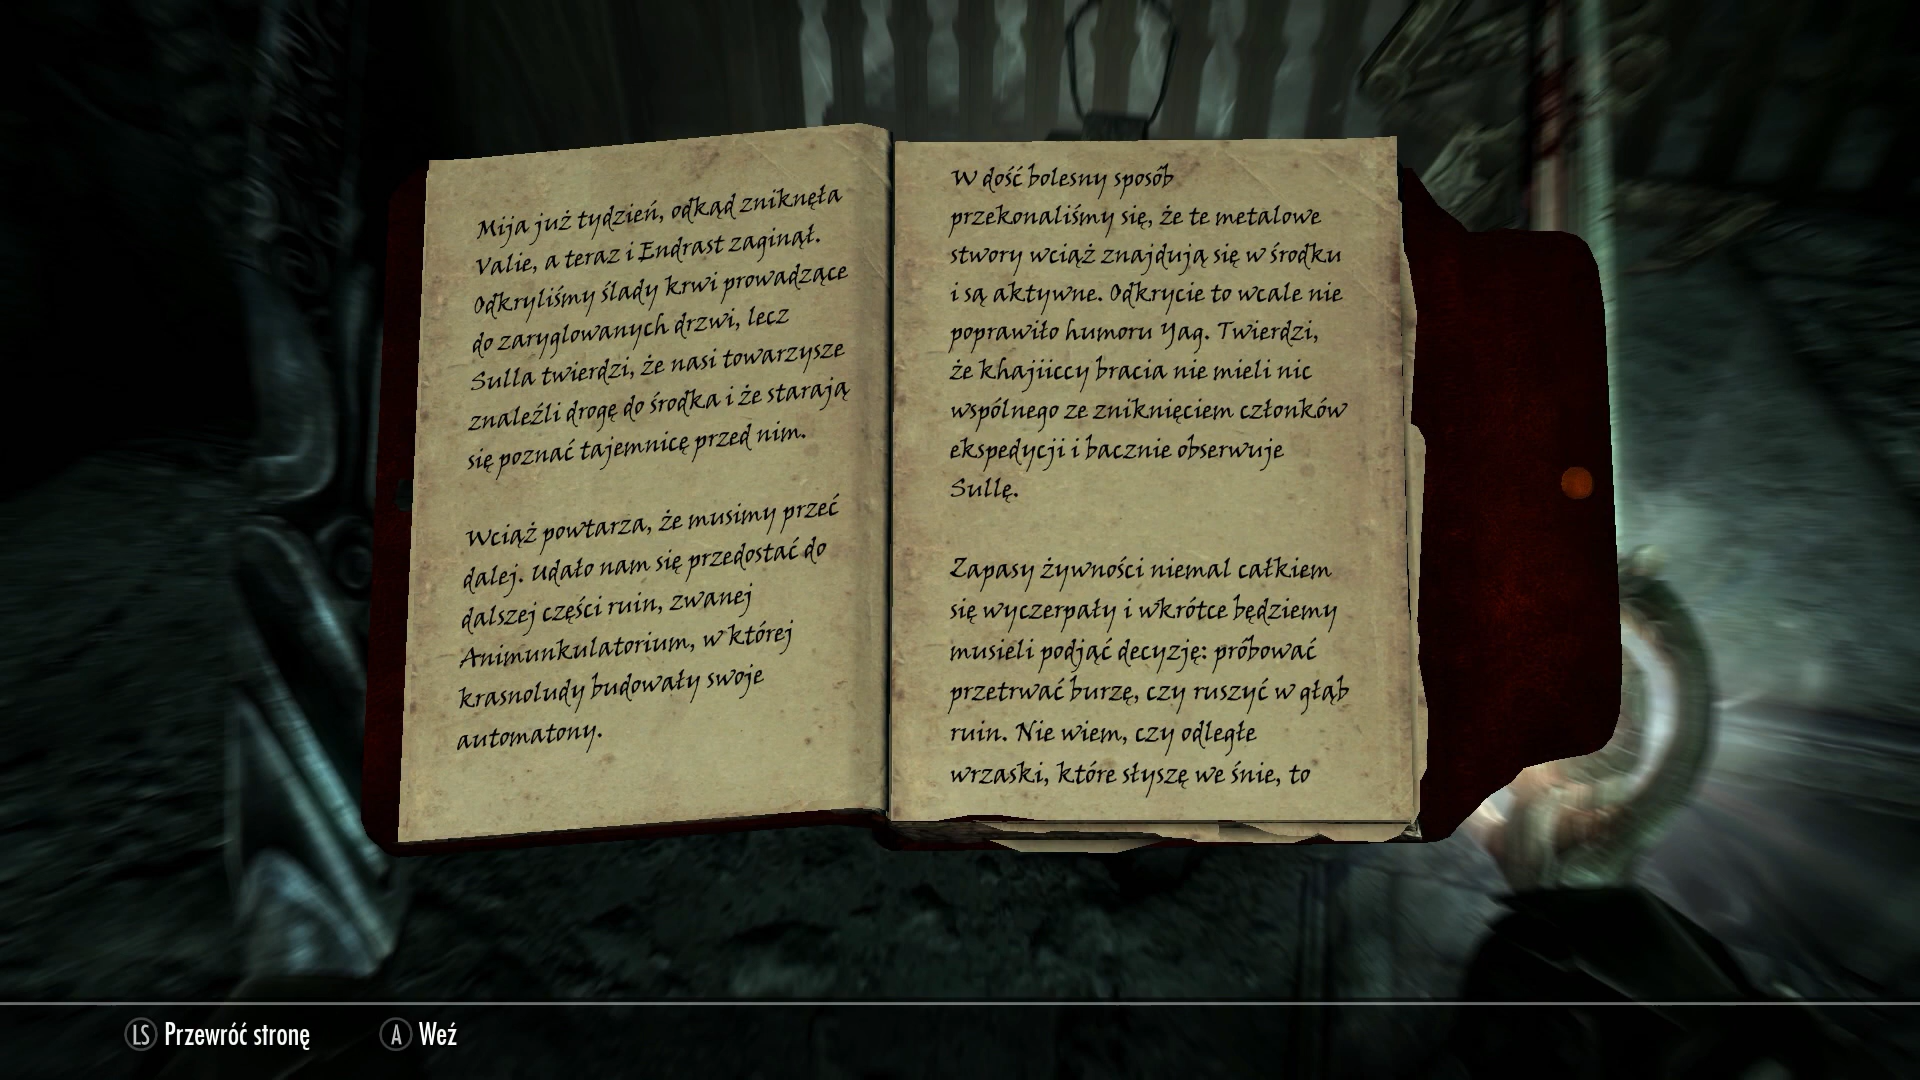 Mija już tydzień, odkąd zniknęła
Valie, a teraz i Endrast zaginął.
Odkryliśmy ślady krwi prowadzące
do zaryglowanych drzwi, lecz
Sulla twierdzi, że nasi towarzysze
znaleźli drogę do środka i że starają
się poznać tajemnicę przed nim.
Wciąż powtarza, że musimy przeć
dalej. Udało nam się przedostać do
dalszej części ruin, zwanej
Animunkulatorium, w której
krasnoludy budowały swoje
automatony.
W dość bolesny sposób
przekonaliśmy się, że te metalowe
stwory wciąż znajdują się w środku
i są aktywne. Odkrycie to wcale nie
poprawiło humoru Yag. Twierdzi,
że khajiiccy bracia nie mieli nic
wspólnego ze zniknięciem członków
ekspedycji i bacznie obserwuje
Sullę.
Zapasy żywności niemal całkiem
się wyczerpały i wkrótce będziemy
musieli podjąć decyzję: próbować
przetrwać burzę, czy ruszyć w głąb
ruin. Nie wiem, czy odległe
wrzaski, które słyszę we śnie, to
LS Przewróć stronę A Weź